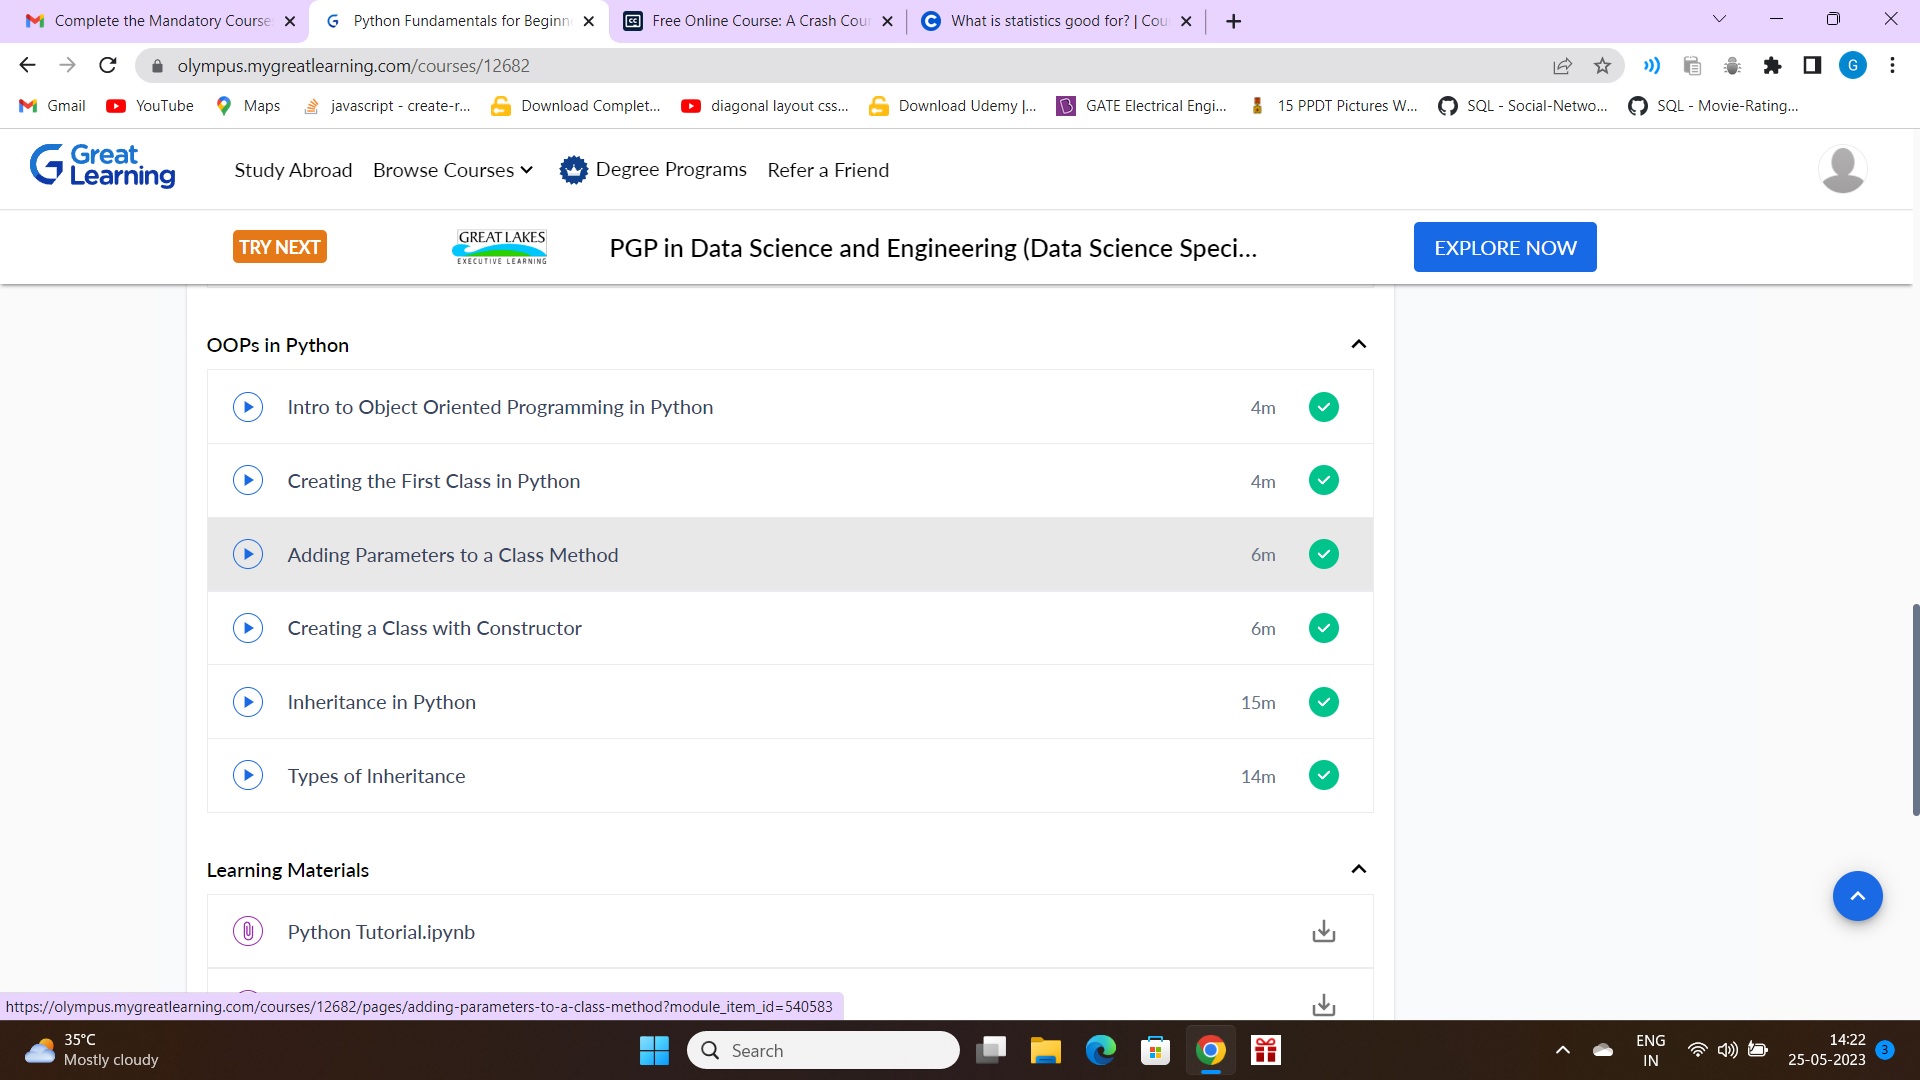 Complete the Mandatory Course
Python Fundamentals for Beginn
Free Online Course: A Crash Cou
What is statistics good for? | Cou
olympus.mygreatlearning.com/courses/12682
G
Gmail
YouTube
Maps
javascript - create-r...
Download Complet...
diagonal layout css...
Download Udemy |...
GATE Electrical Engi...
15 PPDT Pictures W...
SQL - Social-Netwo...
SQL - Movie-Rating...
Great
Learning
Study Abroad
Browse Courses
Degree Programs
Refer a Friend
TRY NEXT
GREAT LAKES
EXECUTIVE LEARNING
PGP in Data Science and Engineering (Data Science Speci...
EXPLORE NOW
OOPs in Python
Intro to Object Oriented Programming in Python 4m
Creating the First Class in Python 4m
Adding Parameters to a Class Method 6m
Creating a Class with Constructor 6m
Inheritance in Python 15m
Types of Inheritance 14m
Learning Materials
Python Tutorial.ipynb
https://olympus.mygreatlearning.com/courses/12682/pages/adding-parameters-to-a-class-method?module_item_id=540583
35°C
Mostly cloudy
Search
ENG
IN
14:22
25-05-2023
3